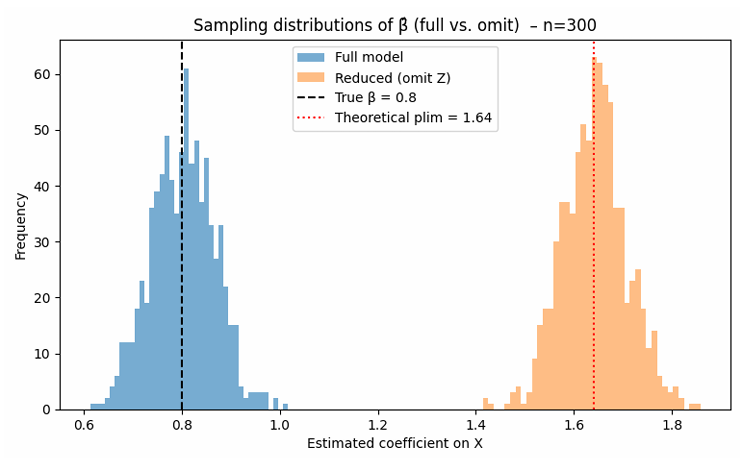 Sampling distributions of β̂ (full vs. omit) – n=300
Full model
Reduced (omit Z)
True β = 0.8
Theoretical plim = 1.64
Frequency
60
50
40
30
20
10
0
0.6 0.8 1.0 1.2 1.4 1.6 1.8
Estimated coefficient on X